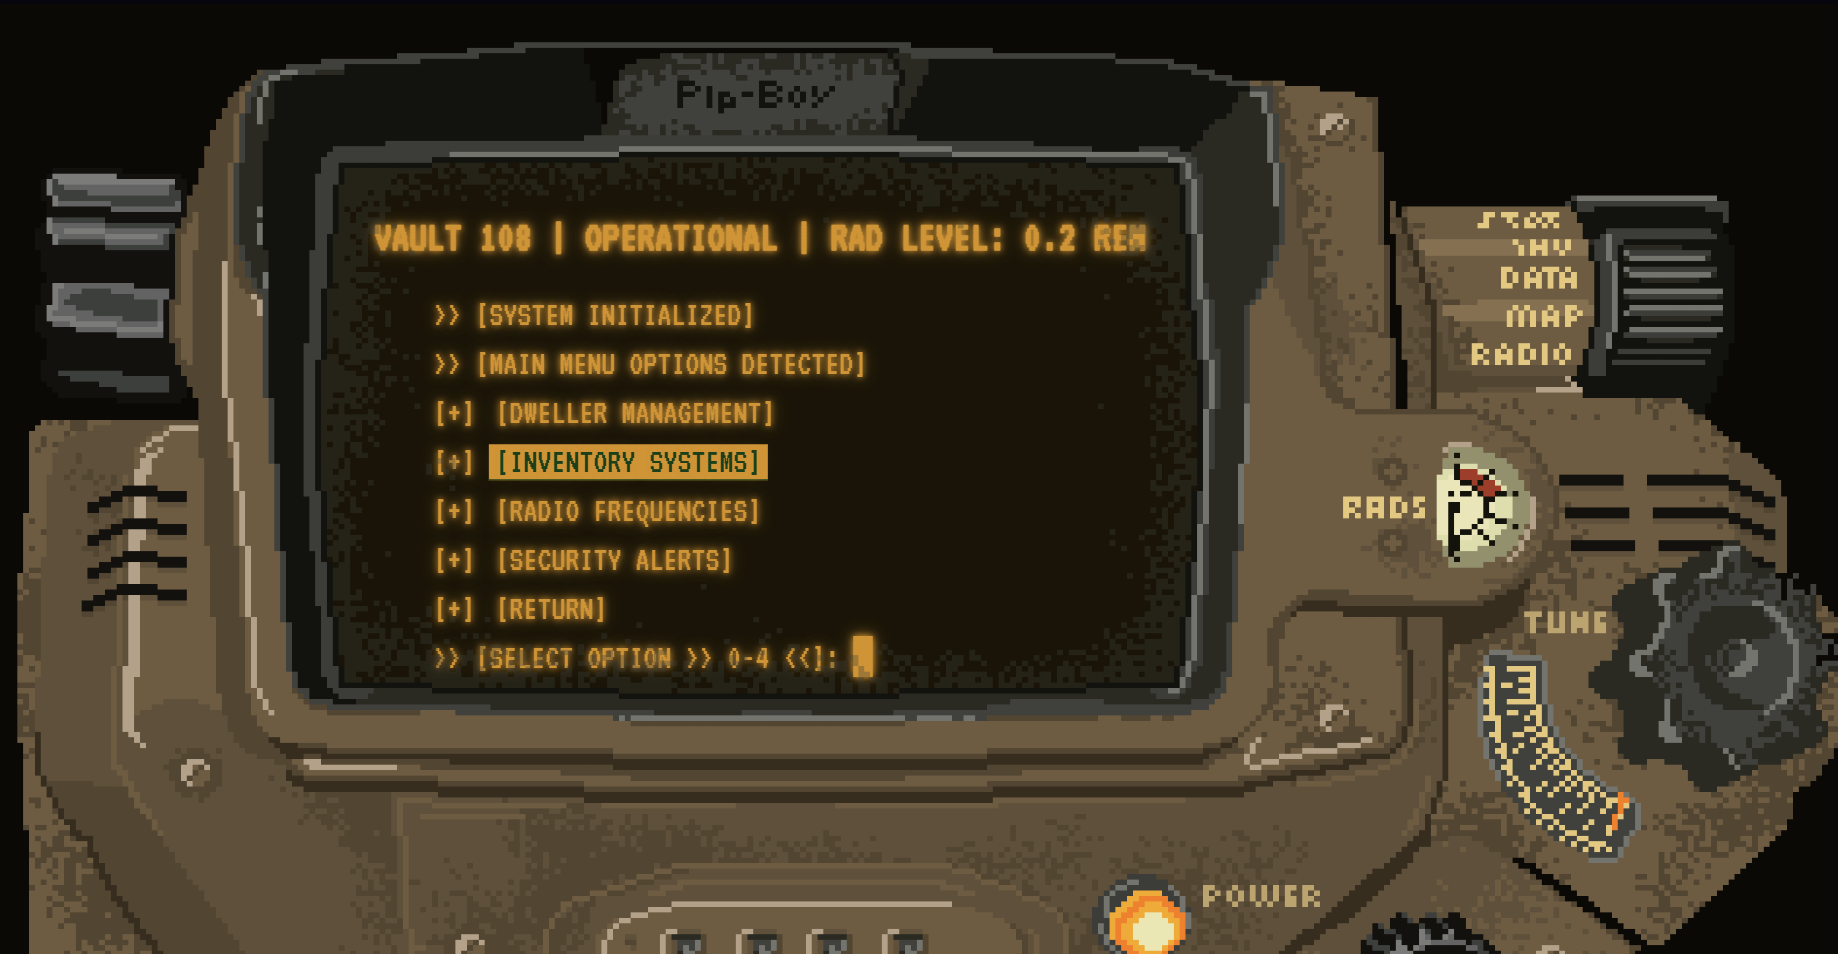 Pip-Boy
VAULT 108 | OPERATIONAL | RAD LEVEL: 0.2 REM
>> [SYSTEM INITIALIZED]
>> [MAIN MENU OPTIONS DETECTED]
[+] [DWELLER MANAGEMENT]
[+] [INVENTORY SYSTEMS]
[+] [RADIO FREQUENCIES]
[+] [SECURITY ALERTS]
[+] [RETURN]
>> [SELECT OPTION >> 0-4 <<]:
STAT
DATA
MAP
RADIO
RADS
TUNE
POWER